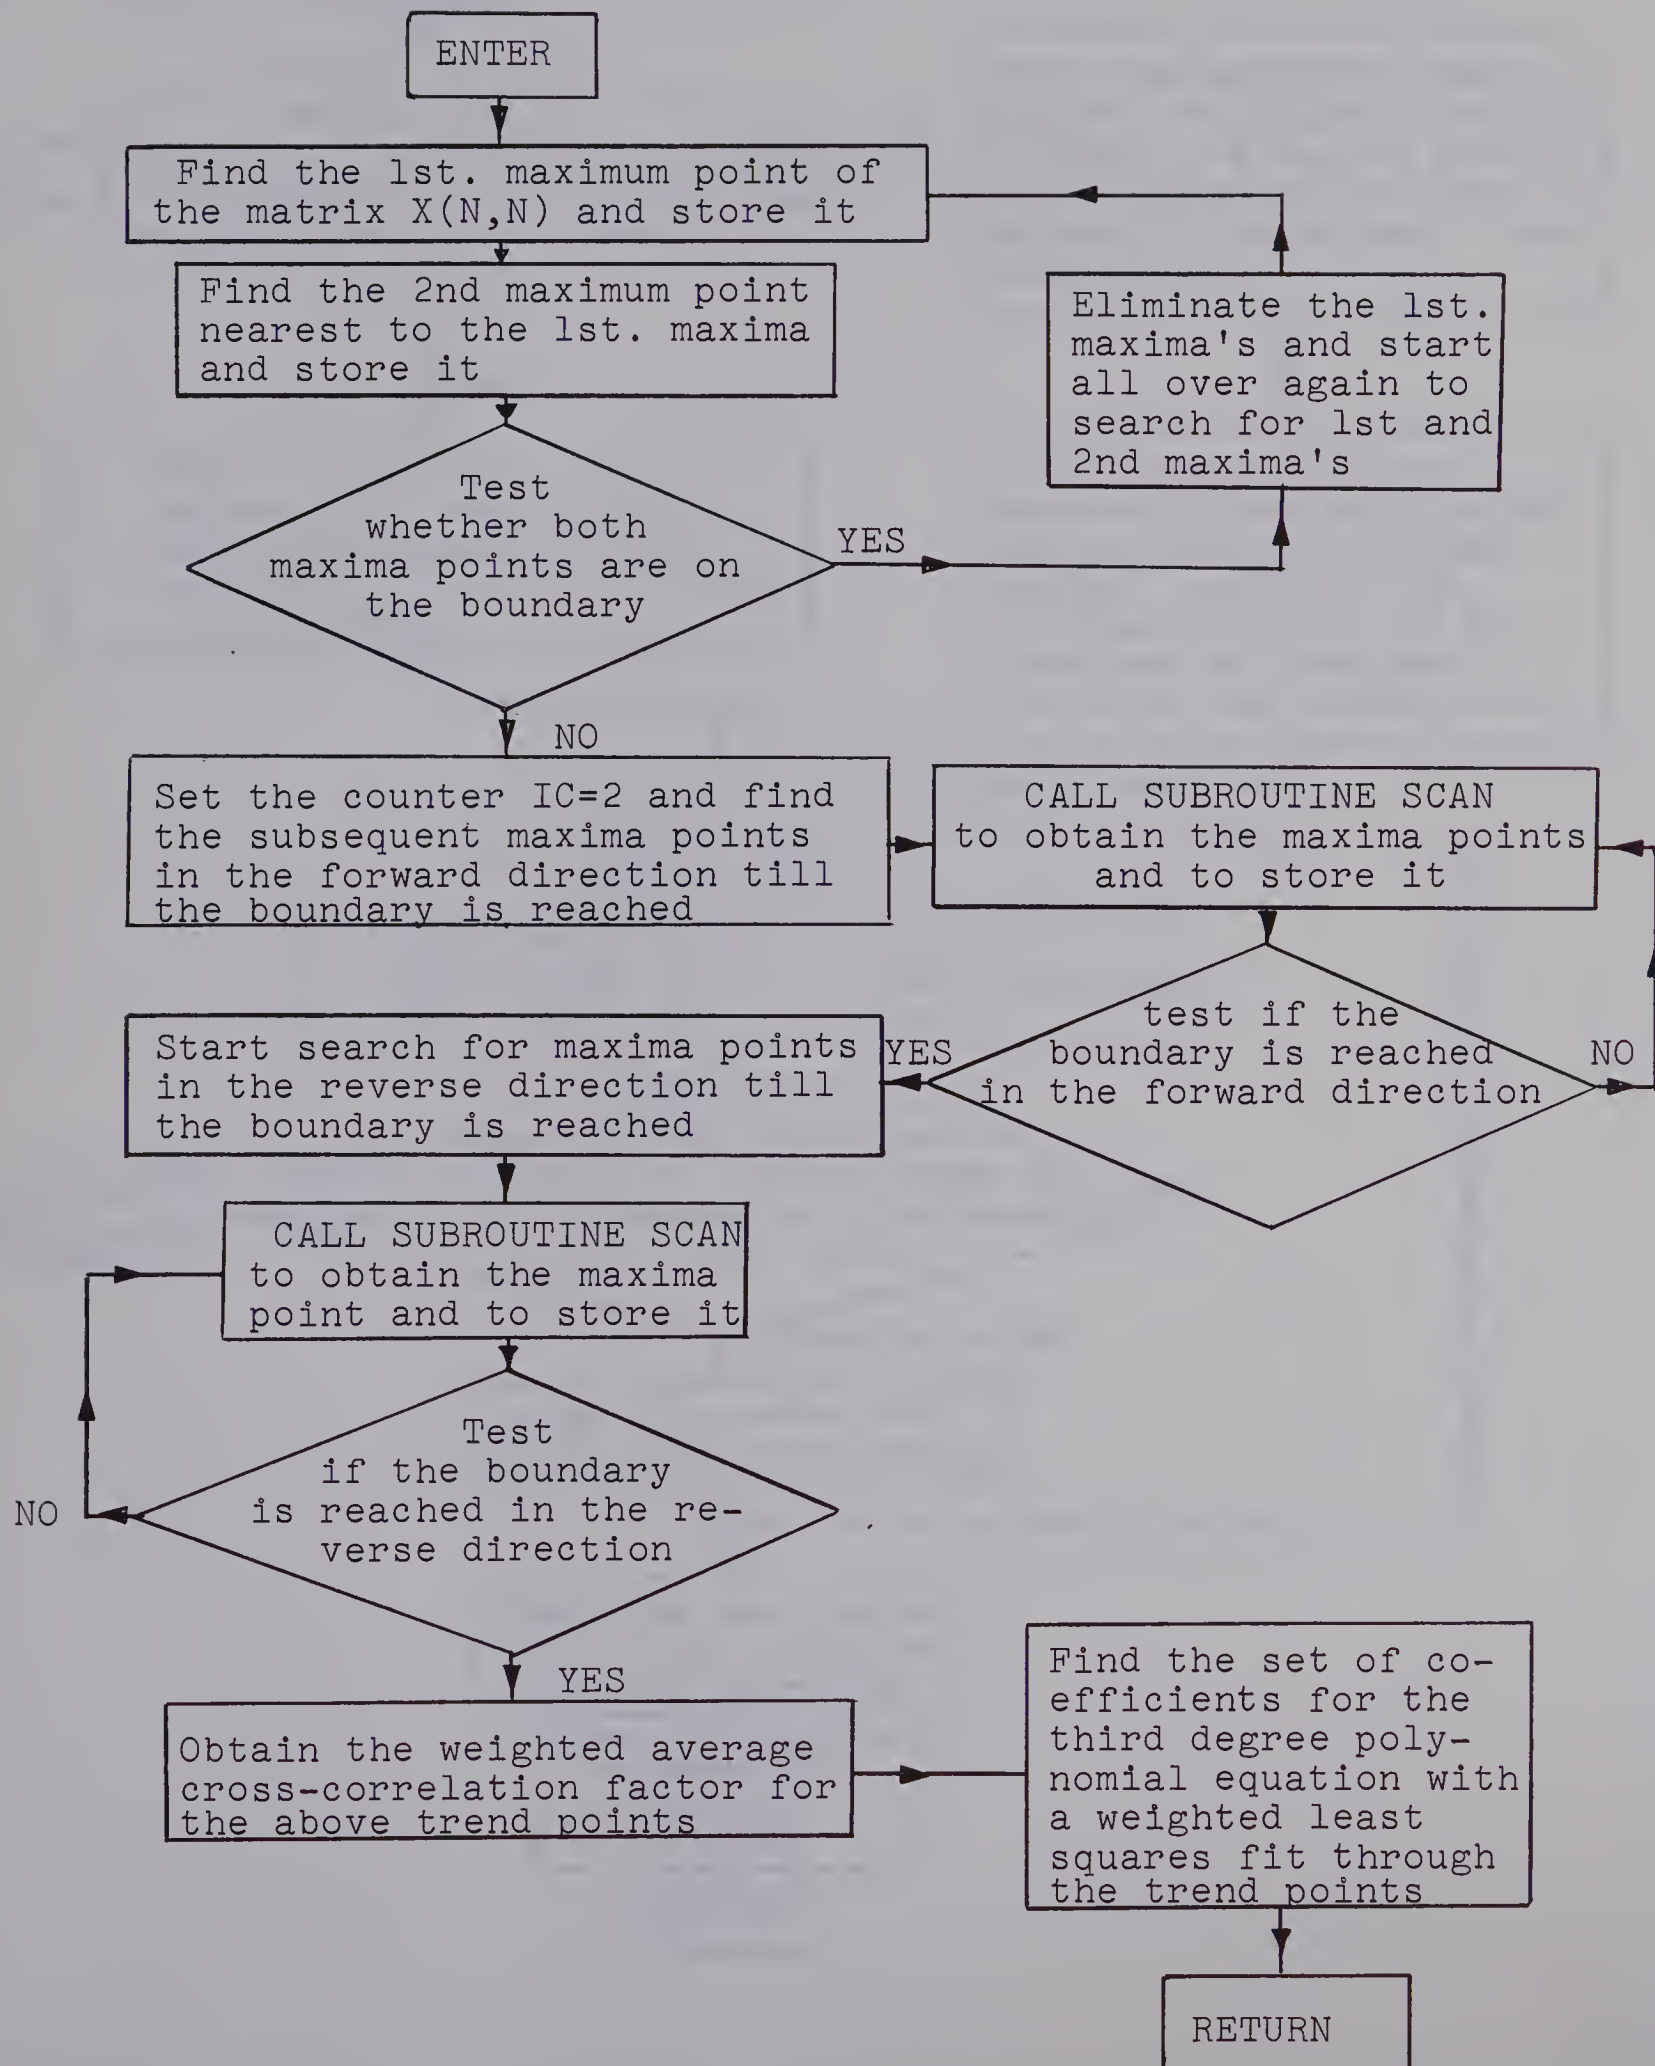 ENTER
Find the 1st. maximum point of
the matrix X(N,N) and store it
Find the 2nd maximum point
nearest to the 1st. maxima
and store it
Eliminate the 1st.
maxima's and start
all over again to
search for 1st and
2nd maxima's
Test
whether both
maxima points are on
the boundary
YES
NO
Set the counter IC=2 and find
the subsequent maxima points
in the forward direction till
the boundary is reached
CALL SUBROUTINE SCAN
to obtain the maxima points
and to store it
test if the
boundary is reached
in the forward direction
NO
YES
Start search for maxima points
in the reverse direction till
the boundary is reached
CALL SUBROUTINE SCAN
to obtain the maxima
point and to store it
Test
if the boundary
is reached in the re-
verse direction
NO
YES
Obtain the weighted average
cross-correlation factor for
the above trend points
Find the set of co-
efficients for the
third degree poly-
nomial equation with
a weighted least
squares fit through
the trend points
RETURN